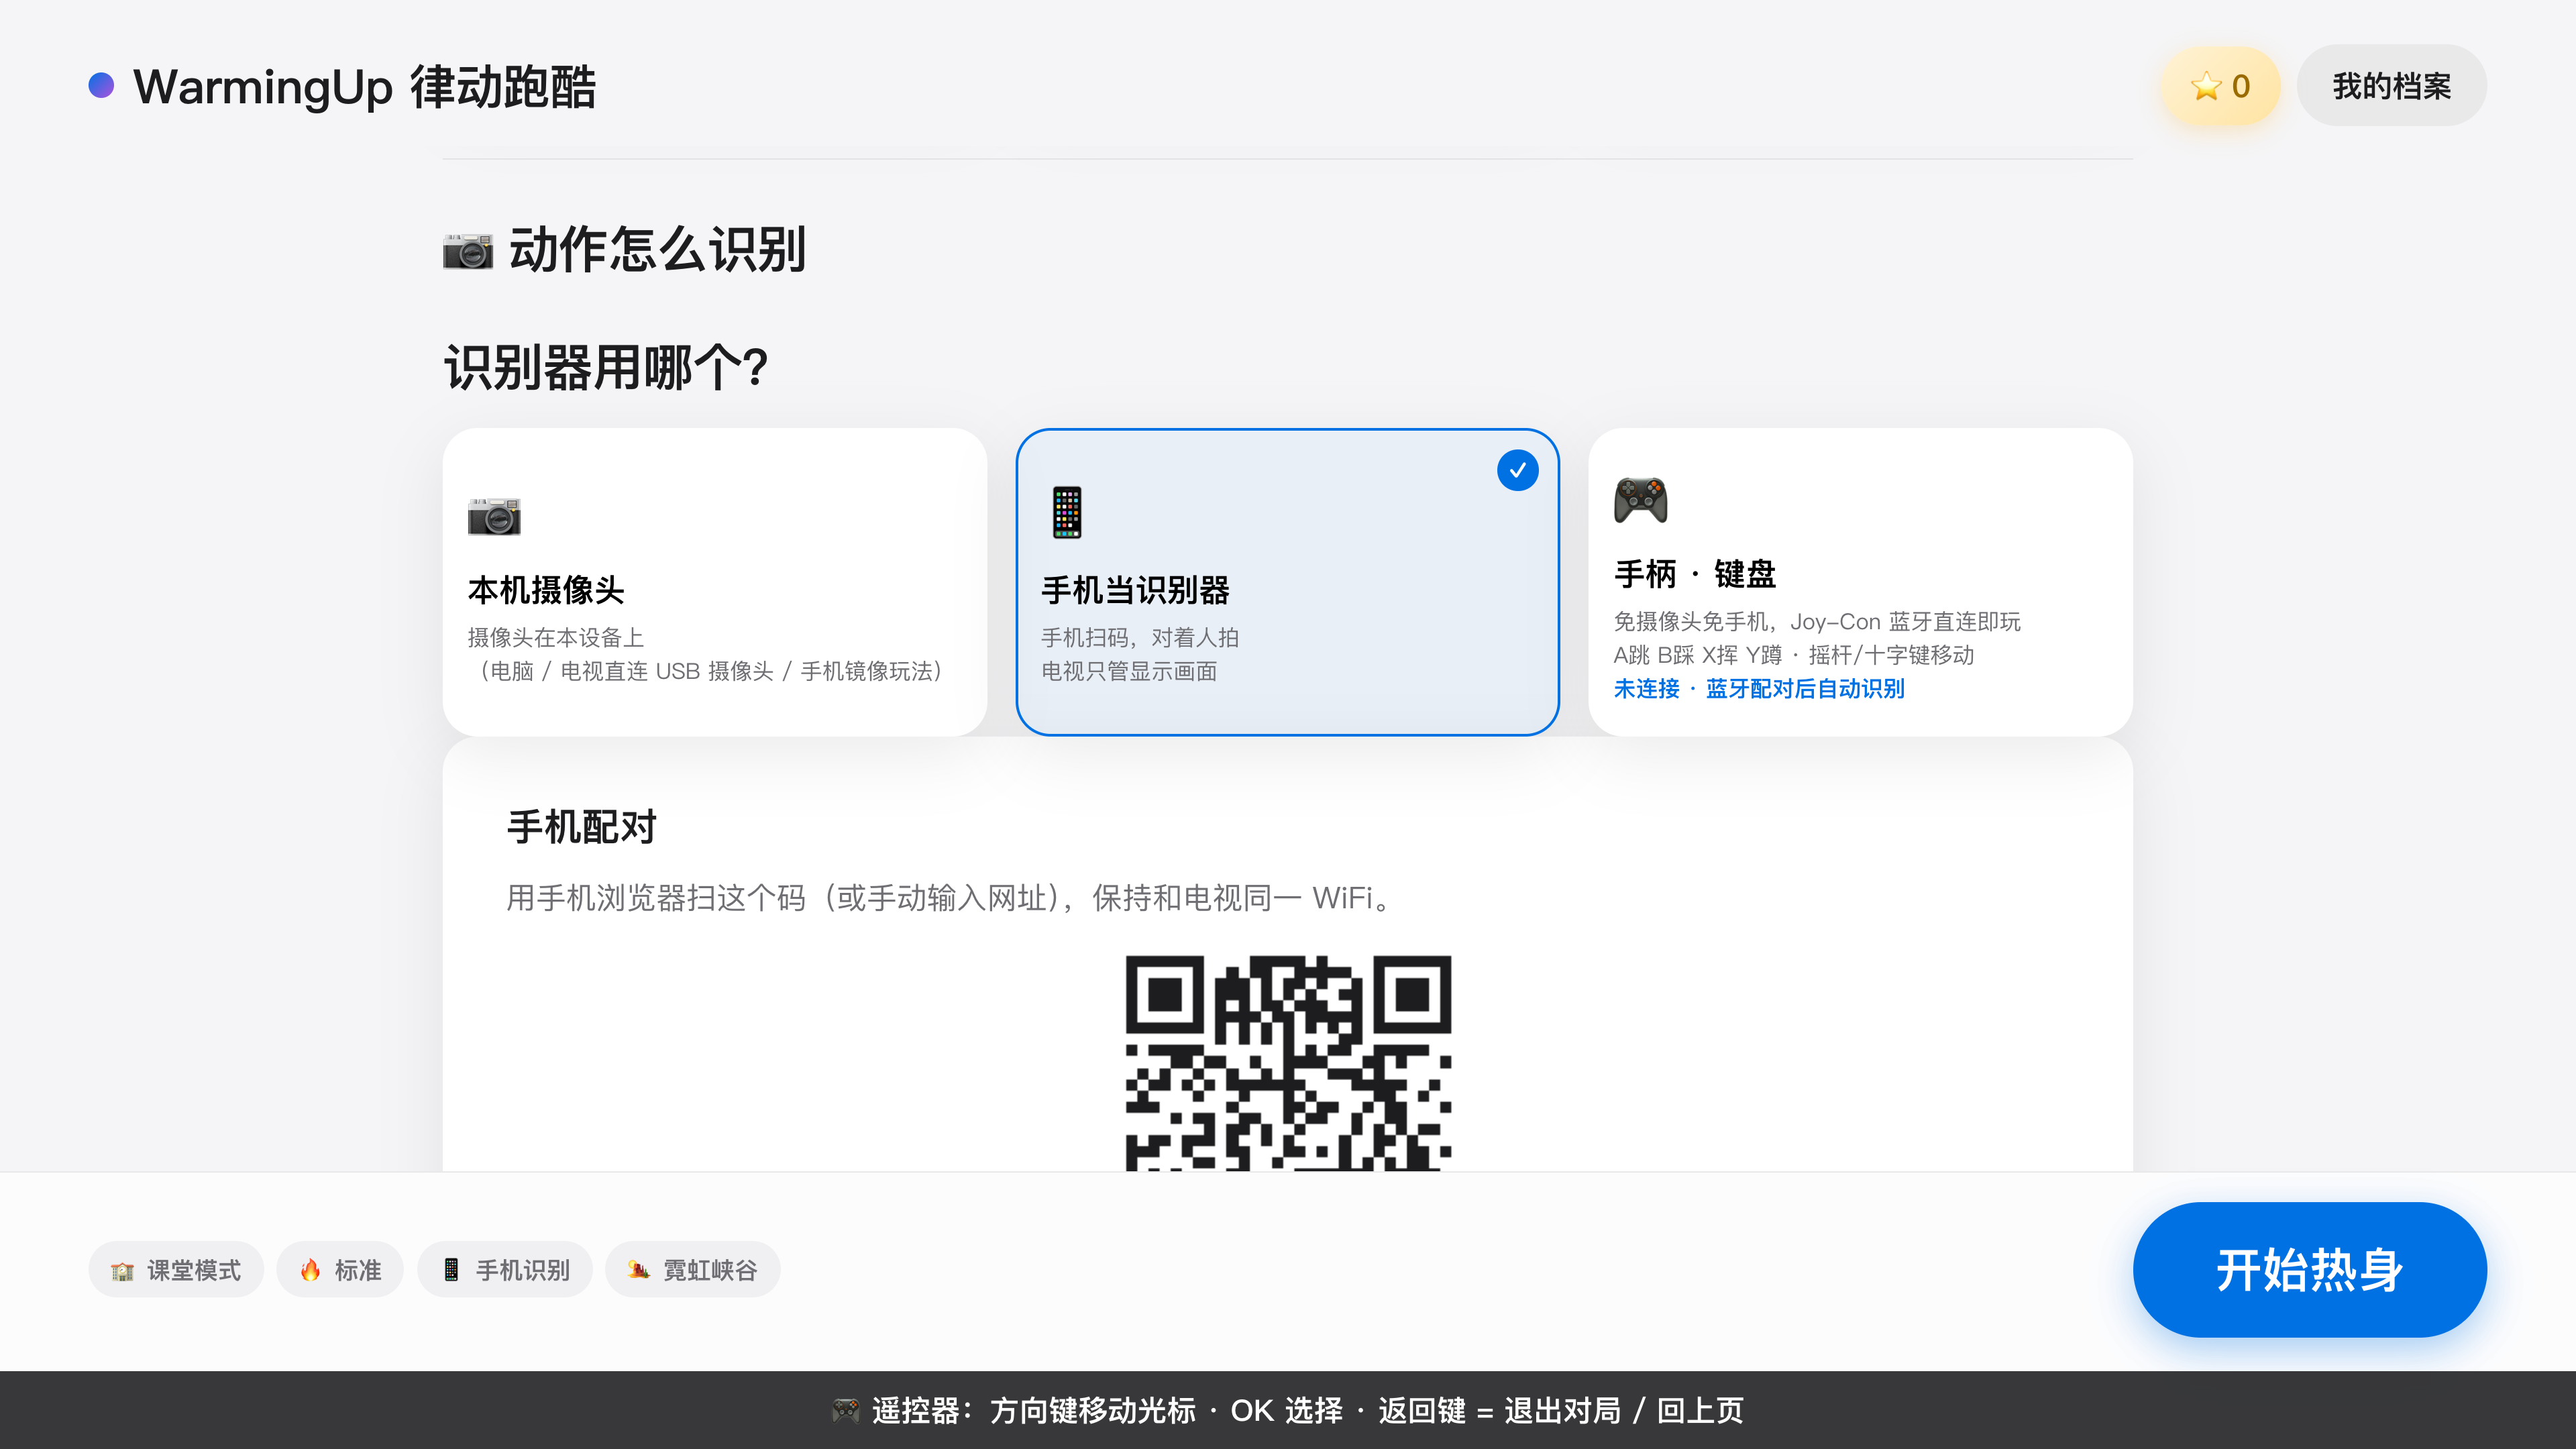 WarmingUp 律动跑酷
⭐ 0
我的档案
📷 动作怎么识别
识别器用哪个?
本机摄像头
摄像头在本设备上
（电脑 / 电视直连 USB 摄像头 / 手机镜像玩法）
手机当识别器
手机扫码，对着人拍
电视只管显示画面
手柄 · 键盘
免摄像头免手机，Joy-Con 蓝牙直连即玩
A跳 B踩 X挥 Y蹲 · 摇杆/十字键移动
未连接 · 蓝牙配对后自动识别
手机配对
用手机浏览器扫这个码（或手动输入网址），保持和电视同一 WiFi。
🏫 课堂模式
🔥 标准
📱 手机识别
🏜️ 霓虹峡谷
开始热身
🎮 遥控器：方向键移动光标 · OK 选择 · 返回键 = 退出对局 / 回上页